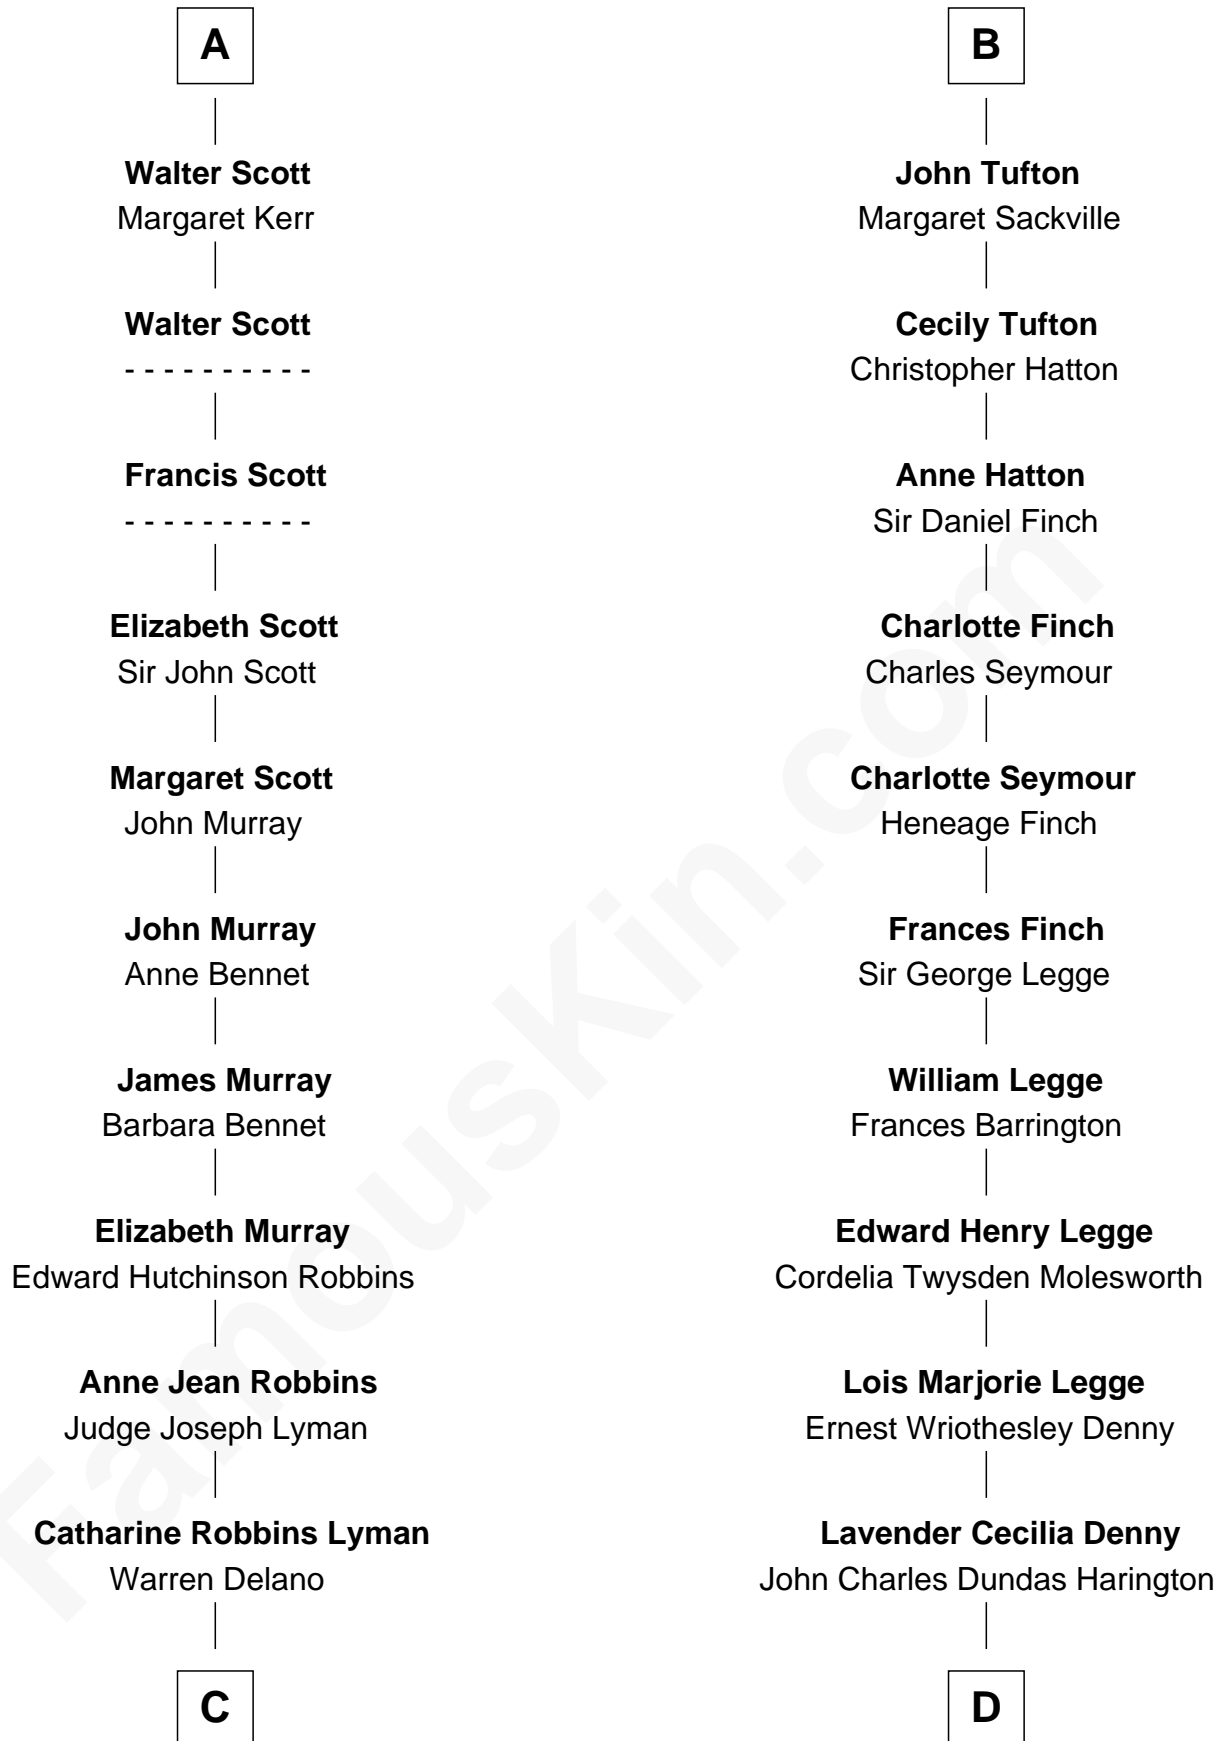 A
Walter Scott
Margaret Kerr
Walter Scott
- - - - - - - - - -
Francis Scott
- - - - - - - - - -
Elizabeth Scott
Sir John Scott
Margaret Scott
John Murray
John Murray
Anne Bennet
James Murray
Barbara Bennet
Elizabeth Murray
Edward Hutchinson Robbins
Anne Jean Robbins
Judge Joseph Lyman
Catharine Robbins Lyman
Warren Delano
C
B
John Tufton
Margaret Sackville
Cecily Tufton
Christopher Hatton
Anne Hatton
Sir Daniel Finch
Charlotte Finch
Charles Seymour
Charlotte Seymour
Heneage Finch
Frances Finch
Sir George Legge
William Legge
Frances Barrington
Edward Henry Legge
Cordelia Twysden Molesworth
Lois Marjorie Legge
Ernest Wriothesley Denny
Lavender Cecilia Denny
John Charles Dundas Harington
D
FamousKin.com